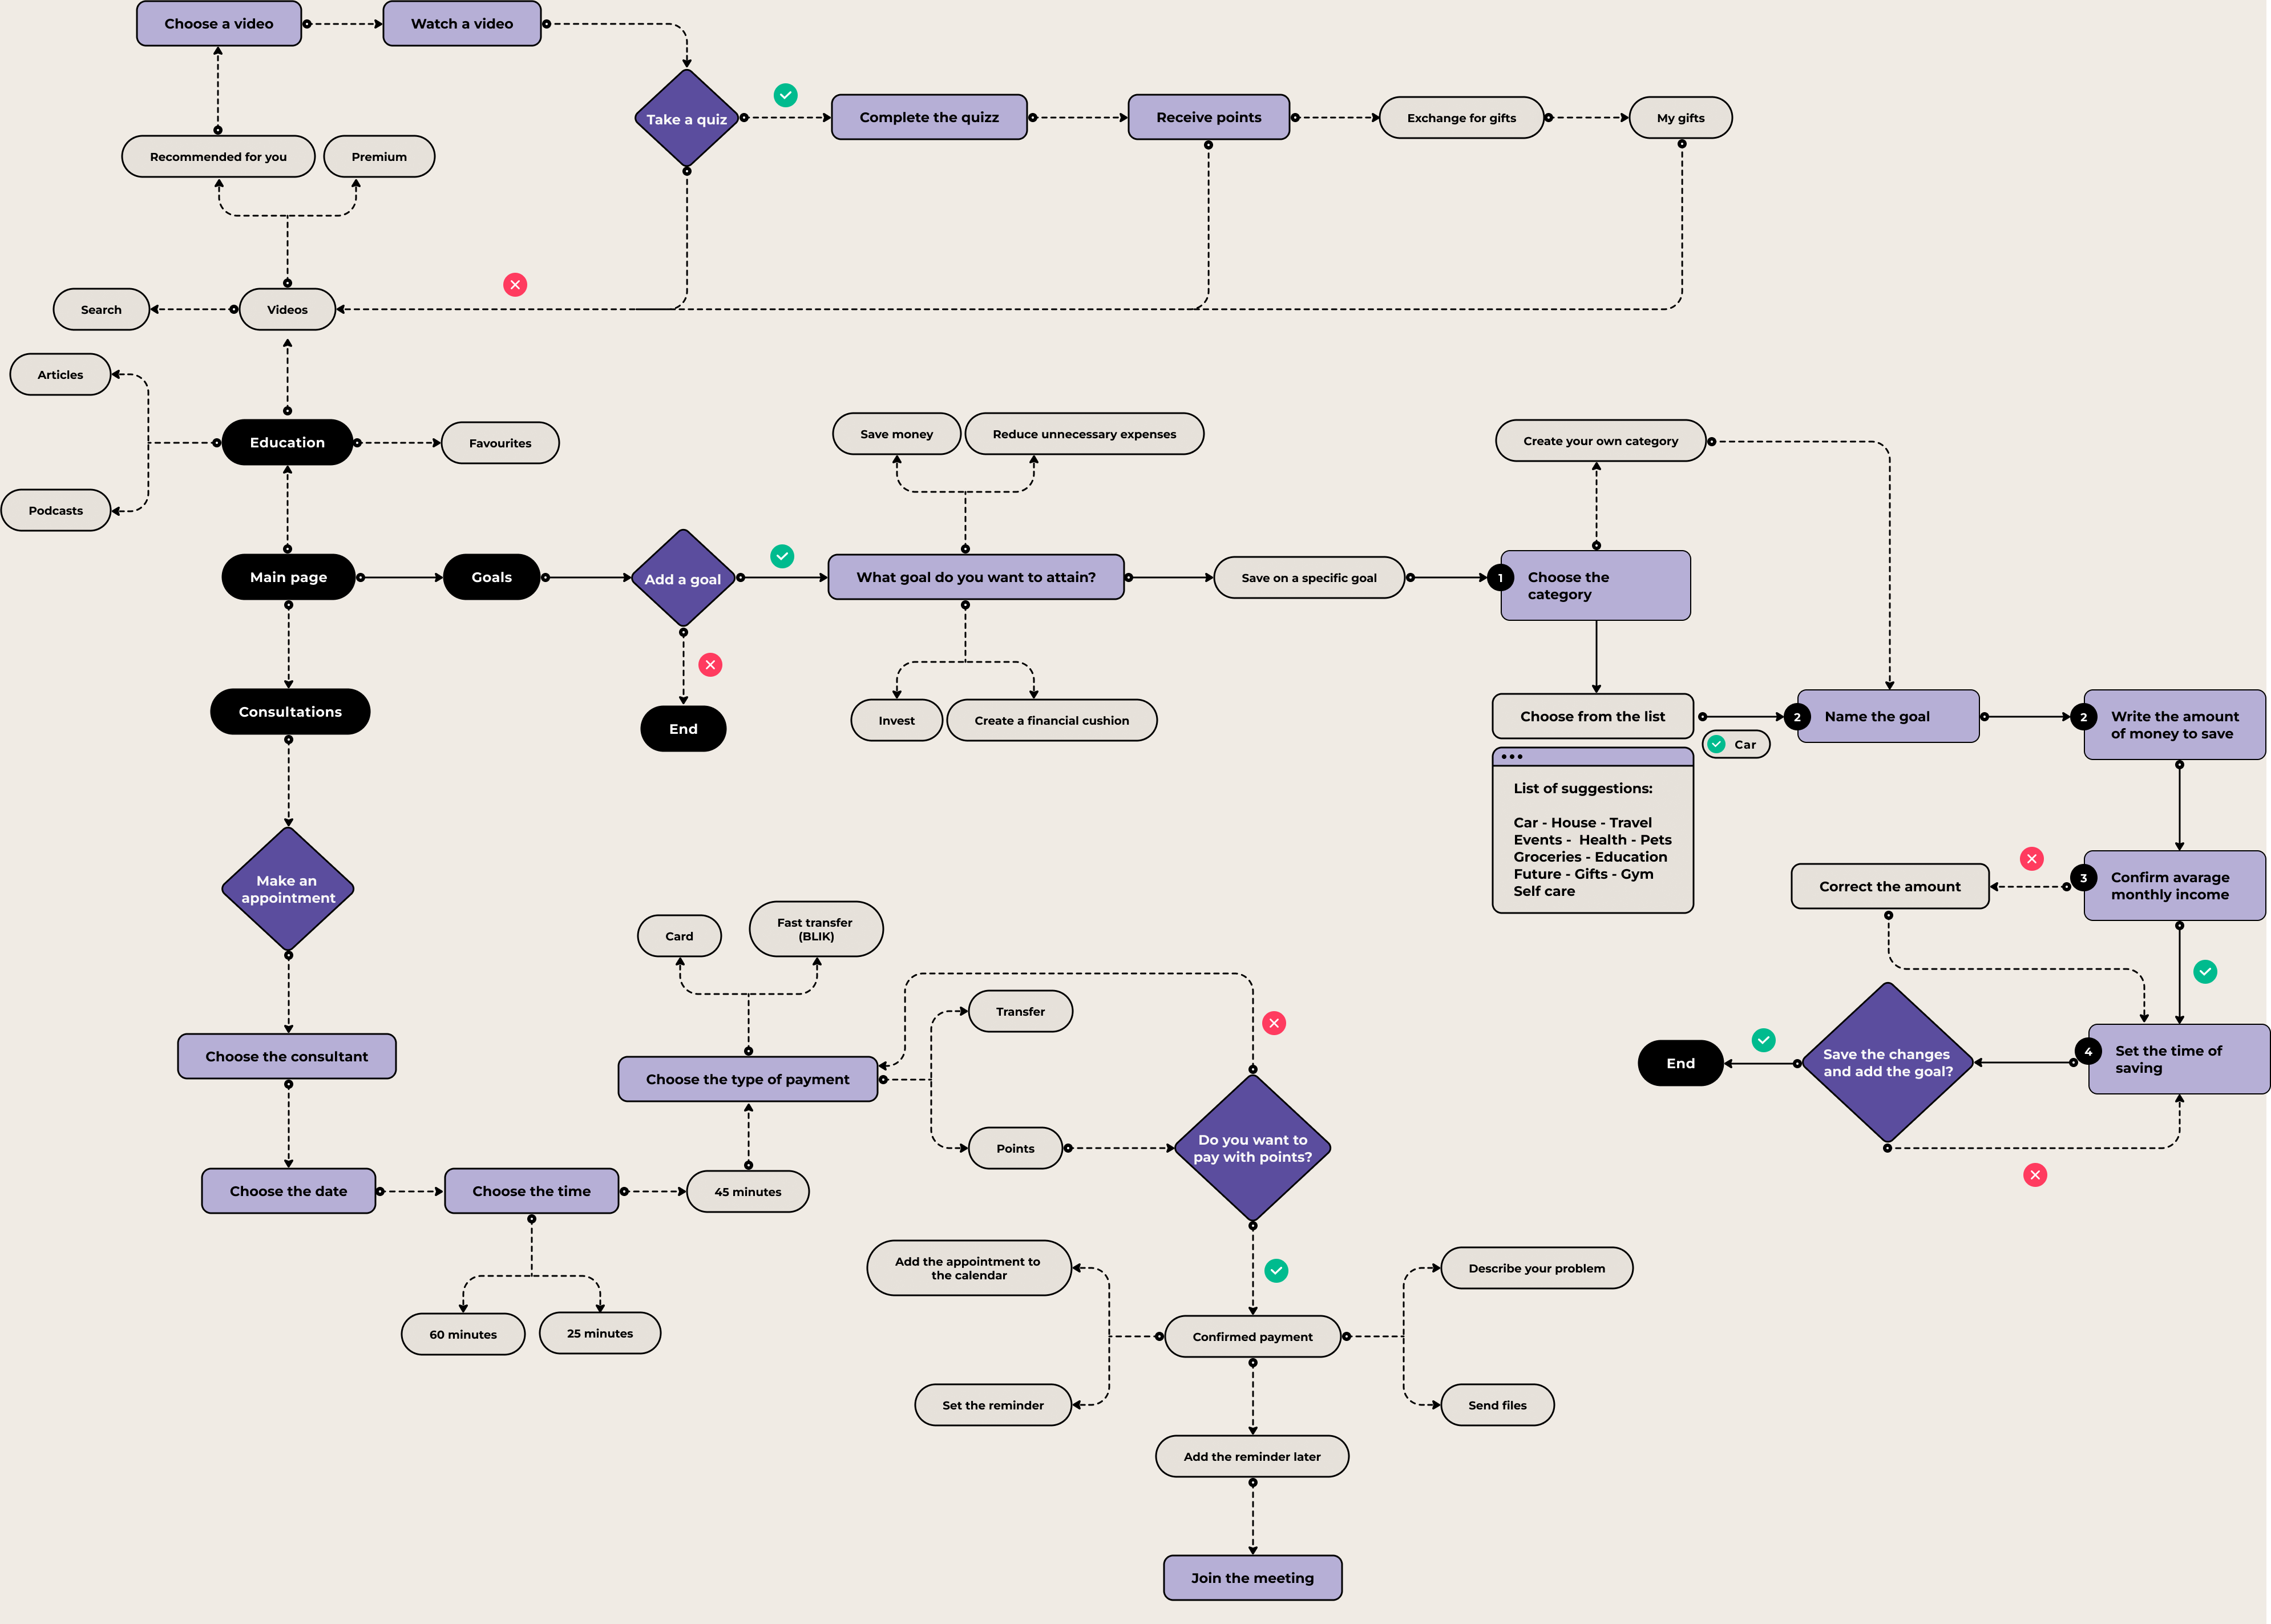 Choose a video
Watch a video
Take a quiz
Complete the quizz
Receive points
Exchange for gifts
My gifts
Recommended for you
Premium
Search
Videos
Articles
Education
Favourites
Podcasts
Save money
Reduce unnecessary expenses
Create your own category
Main page
Goals
Add a goal
What goal do you want to attain?
Save on a specific goal
1
Choose the
category
Consultations
End
Invest
Create a financial cushion
Choose from the list
Car
2
Name the goal
2
Write the amount
of money to save
List of suggestions:
Car - House - Travel
Events -  Health - Pets
Groceries - Education
Future - Gifts - Gym
Self care
Correct the amount
3
Confirm avarage
monthly income
Make an
appointment
Card
Fast transfer
(BLIK)
Transfer
Choose the consultant
Choose the type of payment
End
Save the changes
and add the goal?
4
Set the time of
saving
Points
Do you want to
pay with points?
Choose the date
Choose the time
45 minutes
60 minutes
25 minutes
Add the appointment to
the calendar
Describe your problem
Confirmed payment
Set the reminder
Send files
Add the reminder later
Join the meeting